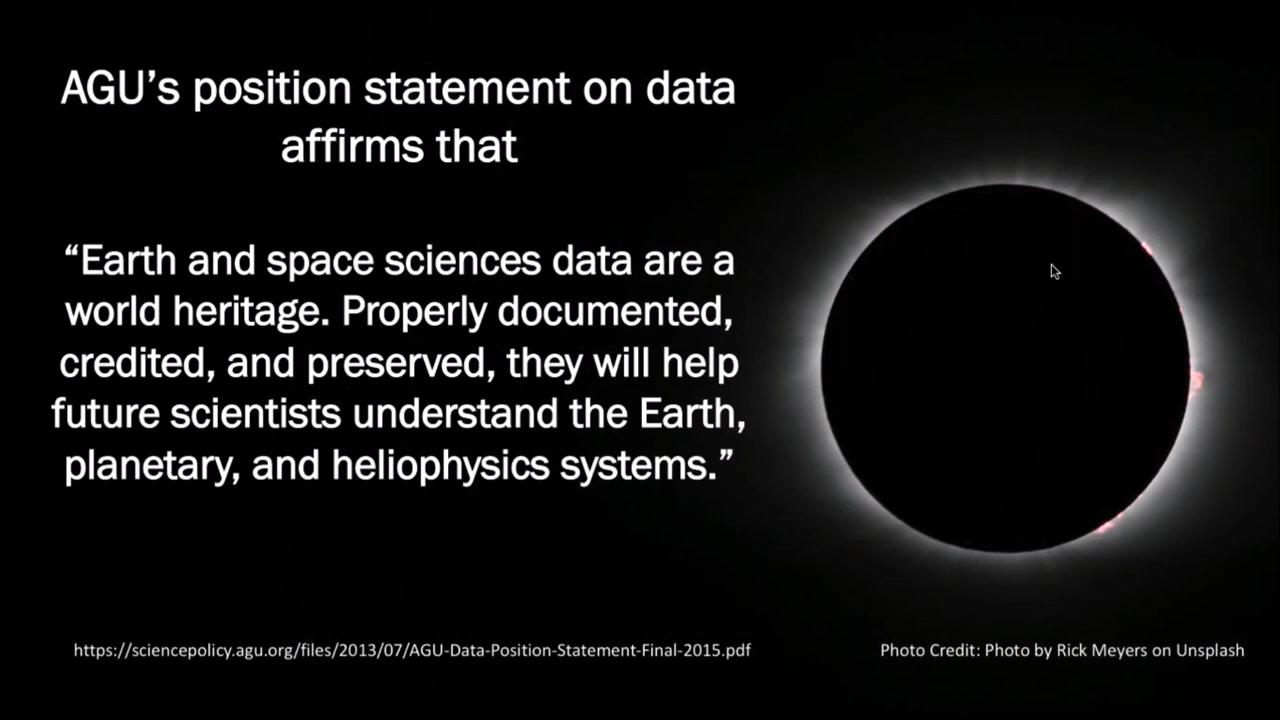 AGU’s position statement on data
affirms that
“Earth and space sciences data are a
world heritage. Properly documented,
credited, and preserved, they will help
future scientists understand the Earth,
planetary, and heliophysics systems.”
https://sciencepolicy.agu.org/files/2013/07/AGU-Data-Position-Statement-Final-2015.pdf
Photo Credit: Photo by Rick Meyers on Unsplash